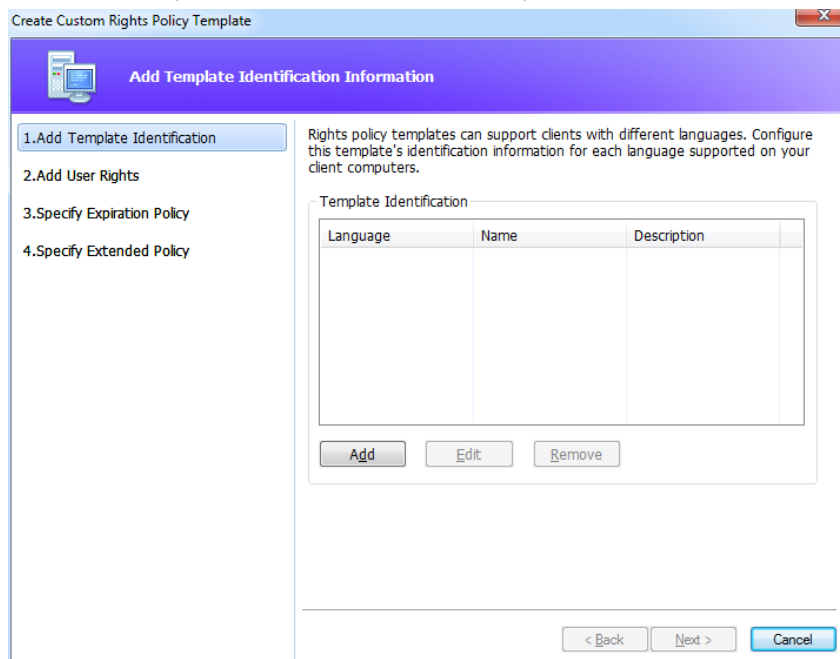 Create Custom Rights Policy Template
X
Add Template Identification Information
1.Add Template Identification
2.Add User Rights
3.Specify Expiration Policy
4.Specify Extended Policy
Rights policy templates can support clients with different languages. Configure
this template's identification information for each language supported on your
client computers.
Template Identification
Language Name Description
Add Edit Remove
< Back Next > Cancel